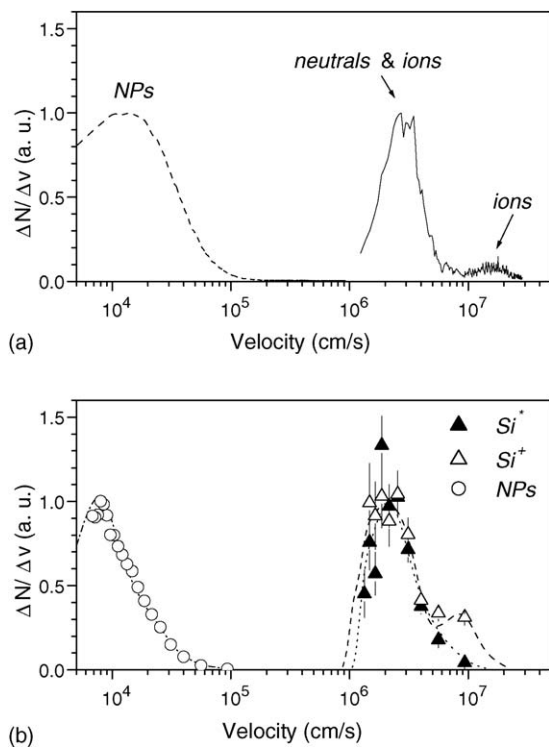 neutrals & ions
NPs
ions
ΔN/Δv (a. u.)
1.5
1.0
0.5
0.0
10⁴ 10⁵ 10⁶ 10⁷
Velocity (cm/s)
(a)
Si*
Si⁺
NPs
ΔN/Δv (a. u.)
1.5
1.0
0.5
0.0
10⁴ 10⁵ 10⁶ 10⁷
Velocity (cm/s)
(b)